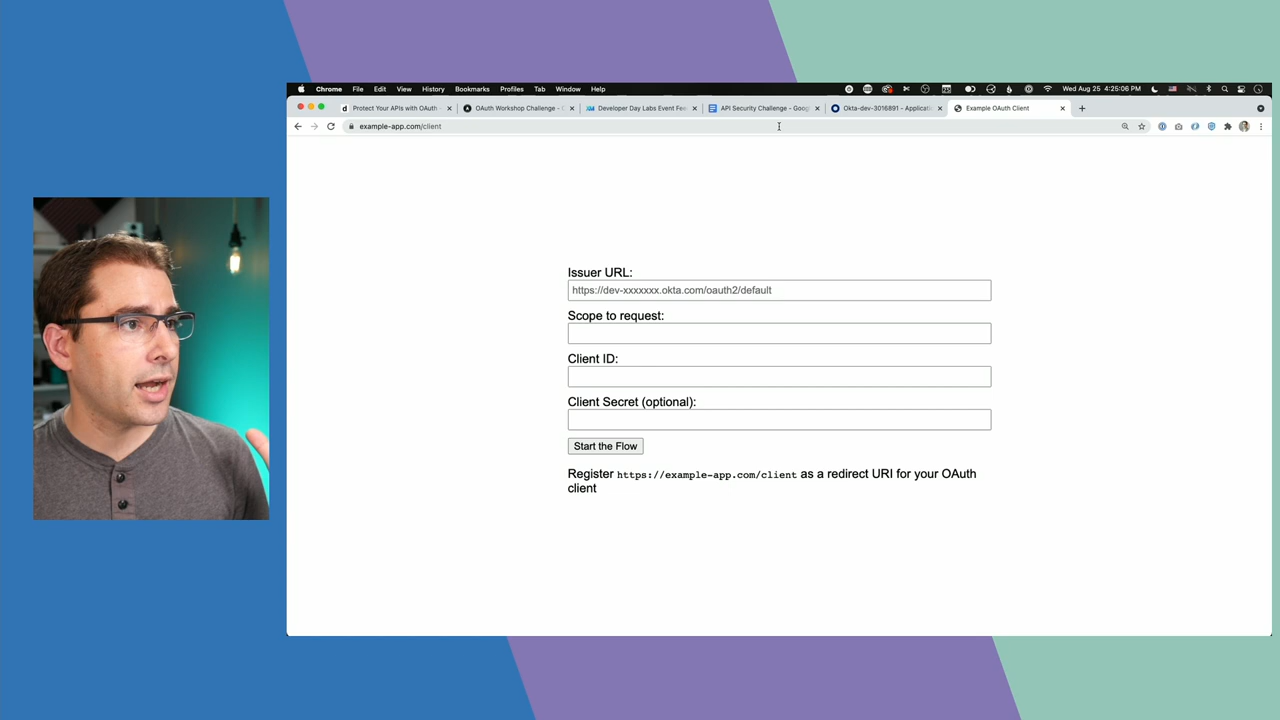 Chrome File Edit View History Bookmarks Profiles Tab Window Help
Wed Aug 25 4:25:06 PM
Protect Your APIs with OAuth
OAuth Workshop Challenge -
Developer Day Labs Event Fee
API Security Challenge - Goog
Okta-dev-3016891 - Applicati
Example OAuth Client
example-app.com/client
Issuer URL:
https://dev-xxxxxxx.okta.com/oauth2/default
Scope to request:
Client ID:
Client Secret (optional):
Start the Flow
Register https://example-app.com/client as a redirect URI for your OAuth
client